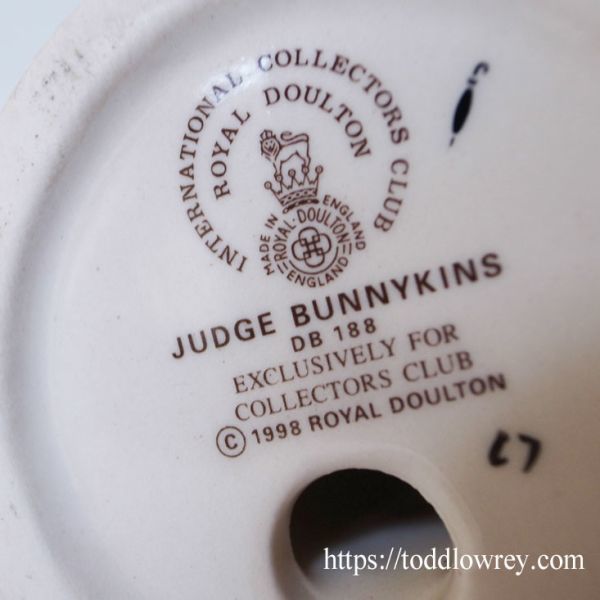 INTERNATIONAL COLLECTORS CLUB
ROYAL DOULTON
MADE IN ENGLAND
ROYAL·DOULTON
ENGLAND
JUDGE BUNNYKINS
DB 188
EXCLUSIVELY FOR
COLLECTORS CLUB
© 1998 ROYAL DOULTON
https://toddlowrey.com/